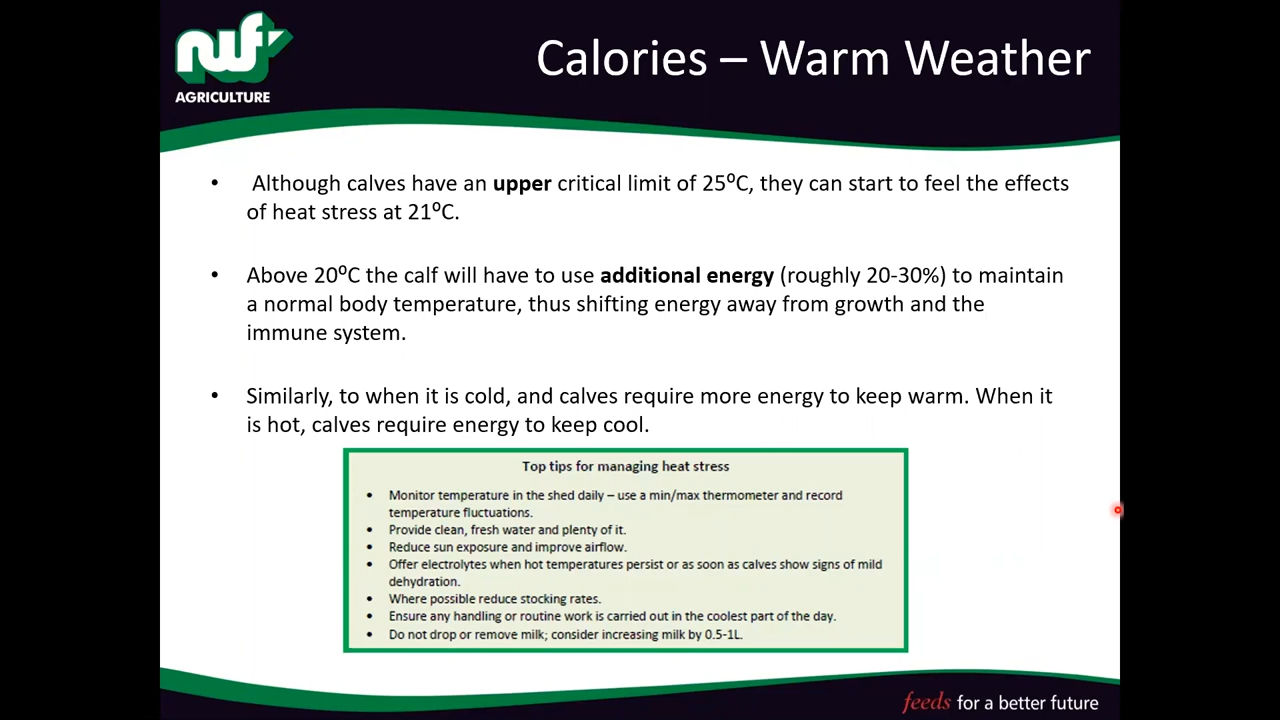 nwf
AGRICULTURE
Calories – Warm Weather
• Although calves have an upper critical limit of 25⁰C, they can start to feel the effects
of heat stress at 21⁰C.
• Above 20⁰C the calf will have to use additional energy (roughly 20-30%) to maintain
a normal body temperature, thus shifting energy away from growth and the
immune system.
• Similarly, to when it is cold, and calves require more energy to keep warm. When it
is hot, calves require energy to keep cool.
Top tips for managing heat stress
• Monitor temperature in the shed daily – use a min/max thermometer and record
temperature fluctuations.
• Provide clean, fresh water and plenty of it.
• Reduce sun exposure and improve airflow.
• Offer electrolytes when hot temperatures persist or as soon as calves show signs of mild
dehydration.
• Where possible reduce stocking rates.
• Ensure any handling or routine work is carried out in the coolest part of the day.
• Do not drop or remove milk; consider increasing milk by 0.5-1L.
feeds for a better future